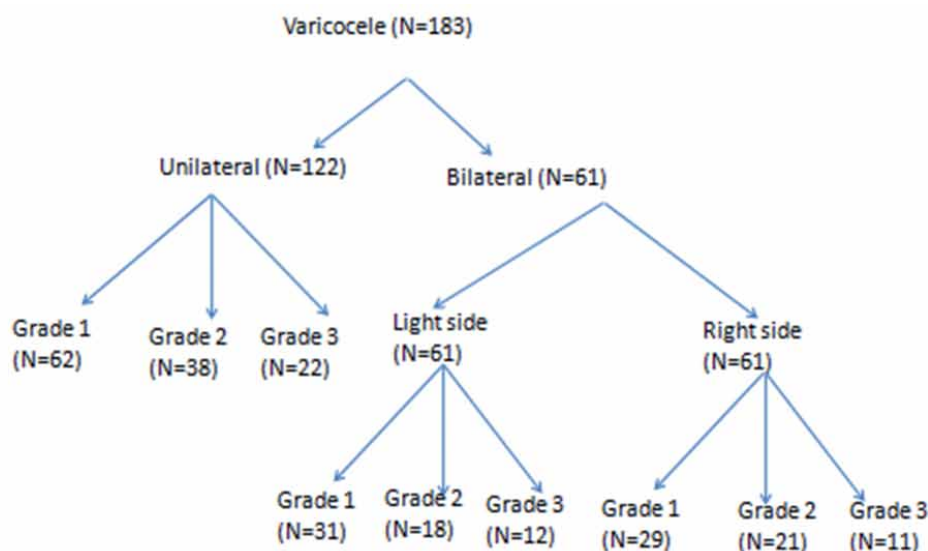 Varicocele (N=183)
Unilateral (N=122)
Bilateral (N=61)
Grade 1
(N=62)
Grade 2
(N=38)
Grade 3
(N=22)
Light side
(N=61)
Right side
(N=61)
Grade 1
(N=31)
Grade 2
(N=18)
Grade 3
(N=12)
Grade 1
(N=29)
Grade 2
(N=21)
Grade 3
(N=11)